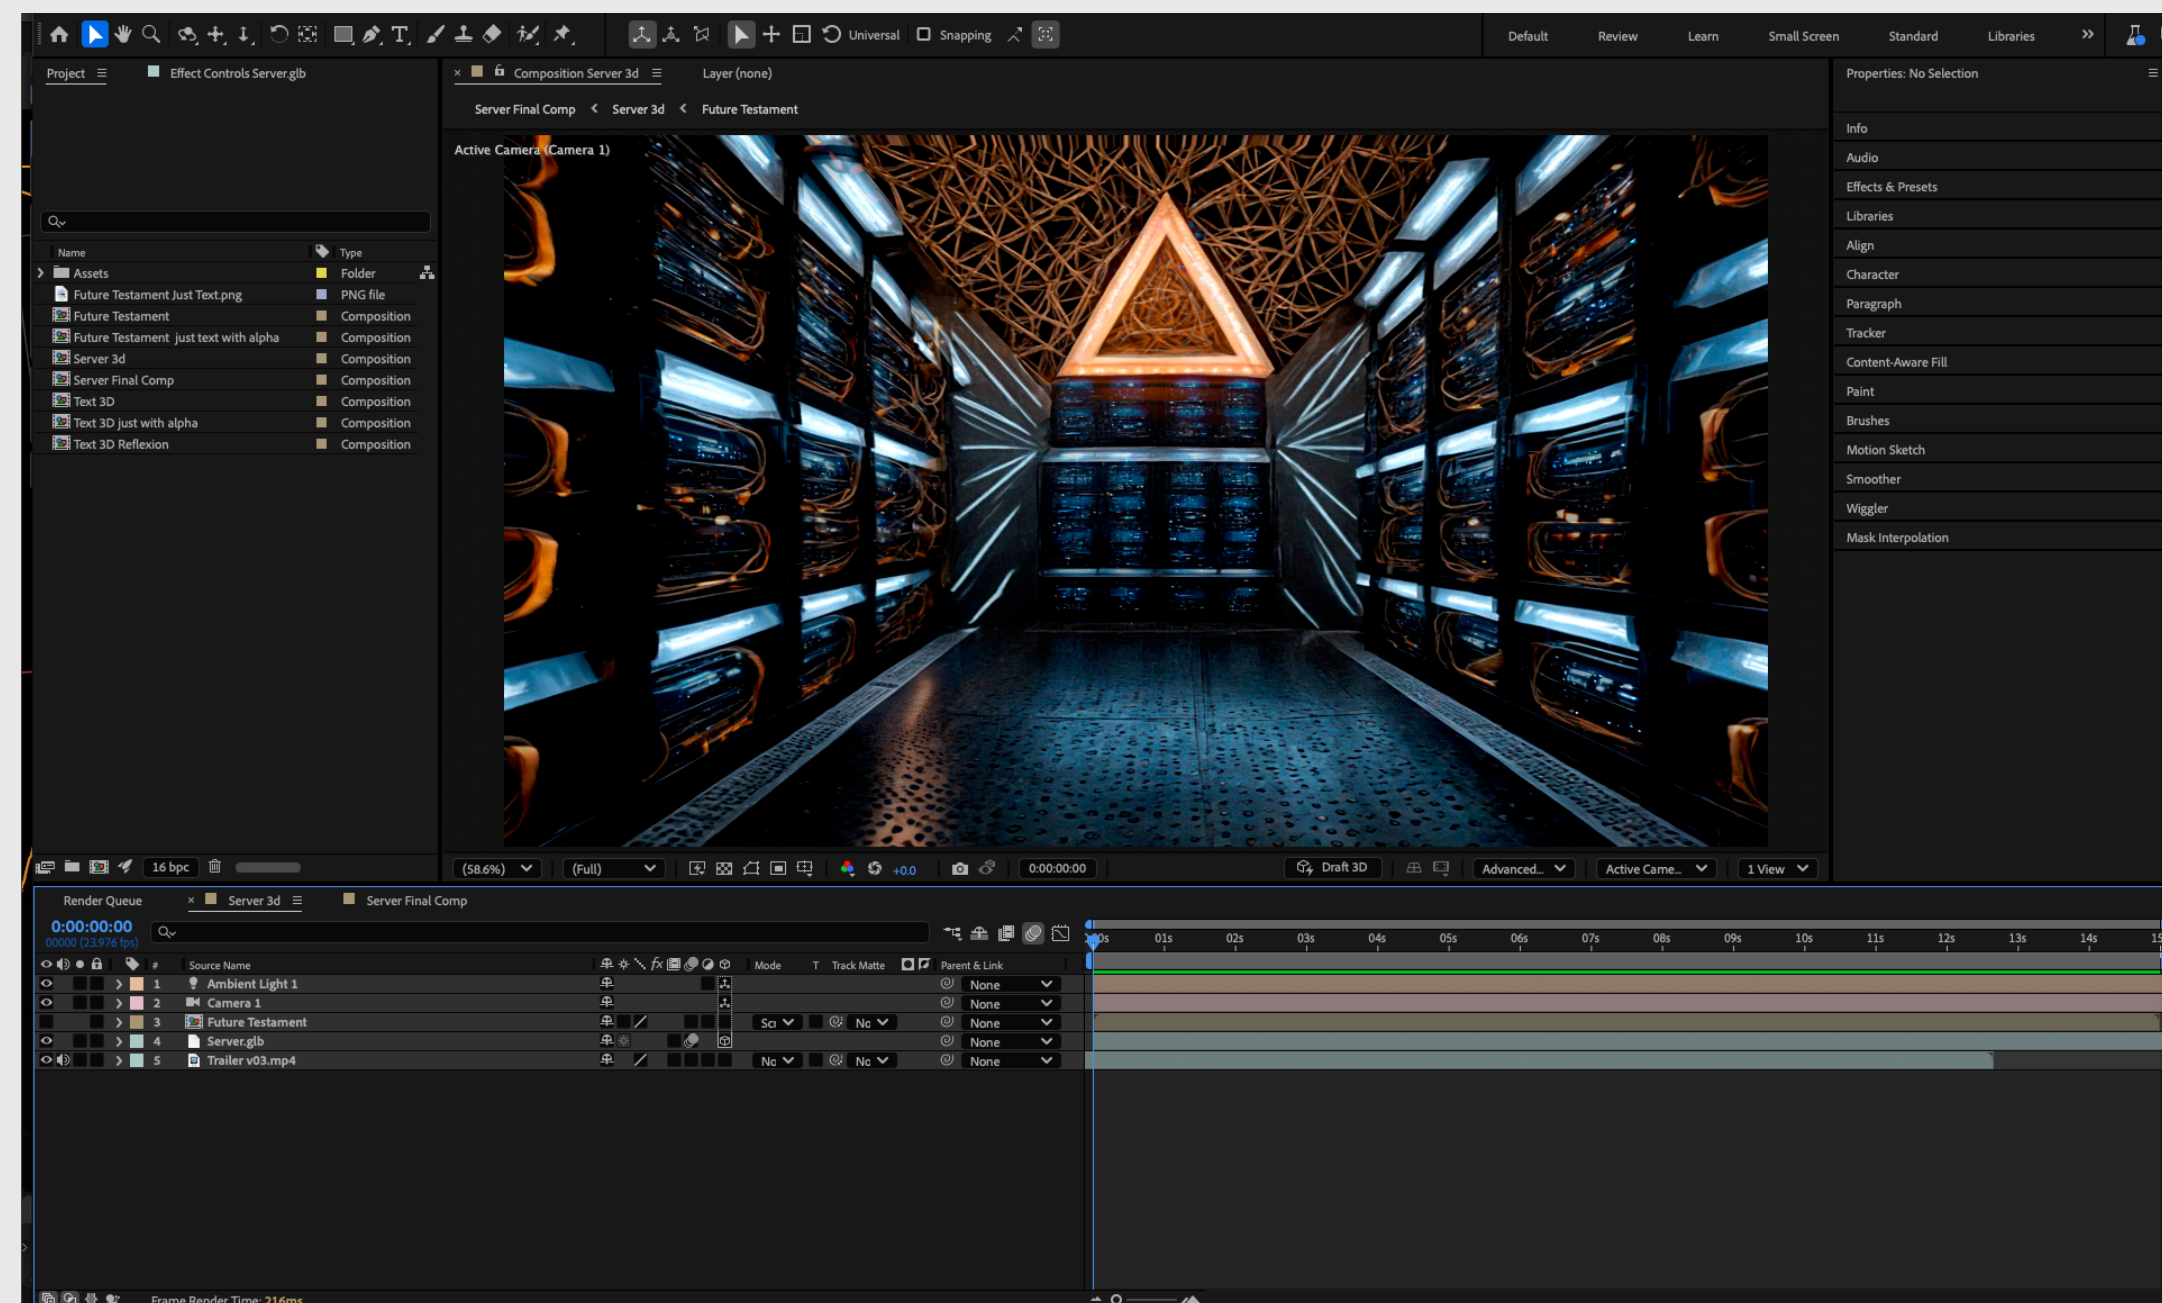 Universal Snapping Default Review Learn Small Screen Standard Libraries
Project Effect Controls Server.glb Composition Server 3d Layer (none) Properties: No Selection
Server Final Comp Server 3d Future Testament
Active Camera (Camera 1)
Info
Audio
Effects & Presets
Libraries
Align
Character
Paragraph
Tracker
Content-Aware Fill
Paint
Brushes
Motion Sketch
Smoother
Wiggler
Mask Interpolation
Name Type
Assets Folder
Future Testament Just Text.png PNG file
Future Testament Composition
Future Testament just text with alpha Composition
Server 3d Composition
Server Final Comp Composition
Text 3D Composition
Text 3D just with alpha Composition
Text 3D Reflexion Composition
16 bpc (58.6%) (Full) +0.0 0:00:00:00 Draft 3D Advanced... Active Came... 1 View
Render Queue Server 3d Server Final Comp
0:00:00:00
00000 (23.976 fps)
01s 02s 03s 04s 05s 06s 07s 08s 09s 10s 11s 12s 13s 14s
# Source Name fx Mode T Track Matte Parent & Link
1 Ambient Light 1 None
2 Camera 1 None
3 Future Testament Scr No None
4 Server.glb None
5 Trailer v03.mp4 No No None
Frame Render Time: 216ms